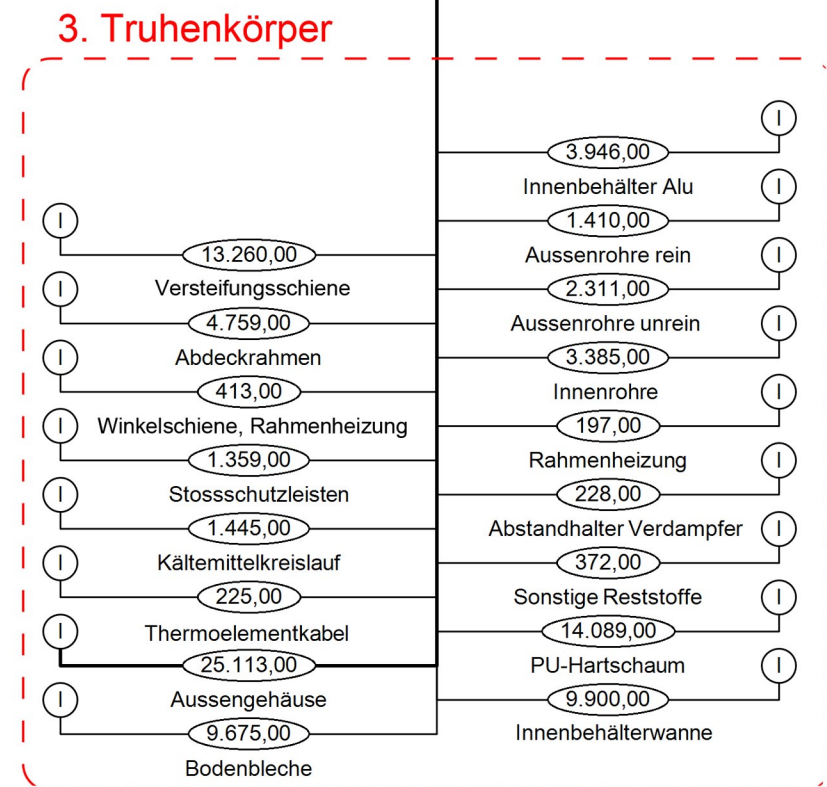 3. Truhenkörper
I
13.260,00
Versteifungsschiene
I
4.759,00
Abdeckrahmen
I
413,00
Winkelschiene, Rahmenheizung
I
1.359,00
Stossschutzleisten
I
1.445,00
Kältemittelkreislauf
I
225,00
Thermoelementkabel
I
25.113,00
Aussengehäuse
I
9.675,00
Bodenbleche
I
3.946,00
Innenbehälter Alu
I
1.410,00
Aussenrohre rein
I
2.311,00
Aussenrohre unrein
I
3.385,00
Innenrohre
I
197,00
Rahmenheizung
I
228,00
Abstandhalter Verdampfer
I
372,00
Sonstige Reststoffe
I
14.089,00
PU-Hartschaum
I
9.900,00
Innenbehälterwanne